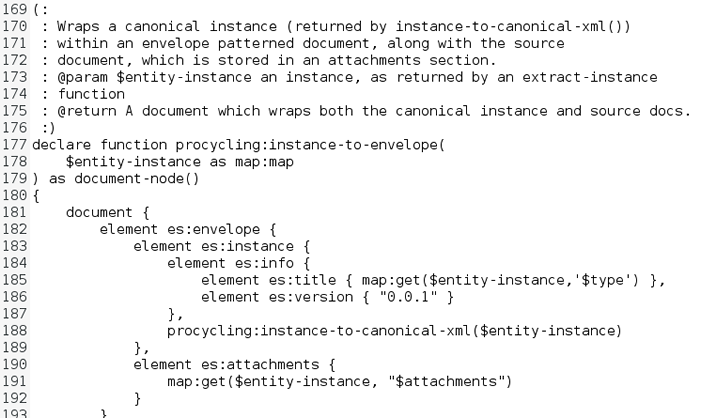 169 (:
170  : Wraps a canonical instance (returned by instance-to-canonical-xml())
171  : within an envelope patterned document, along with the source
172  : document, which is stored in an attachments section.
173  : @param $entity-instance an instance, as returned by an extract-instance
174  : function
175  : @return A document which wraps both the canonical instance and source docs.
176  :)
177 declare function procycling:instance-to-envelope(
178     $entity-instance as map:map
179 ) as document-node()
180 {
181     document {
182         element es:envelope {
183             element es:instance {
184                 element es:info {
185                     element es:title { map:get($entity-instance,'$type') },
186                     element es:version { "0.0.1" }
187                 },
188                 procycling:instance-to-canonical-xml($entity-instance)
189             },
190             element es:attachments {
191                 map:get($entity-instance, "$attachments")
192             }
193         }